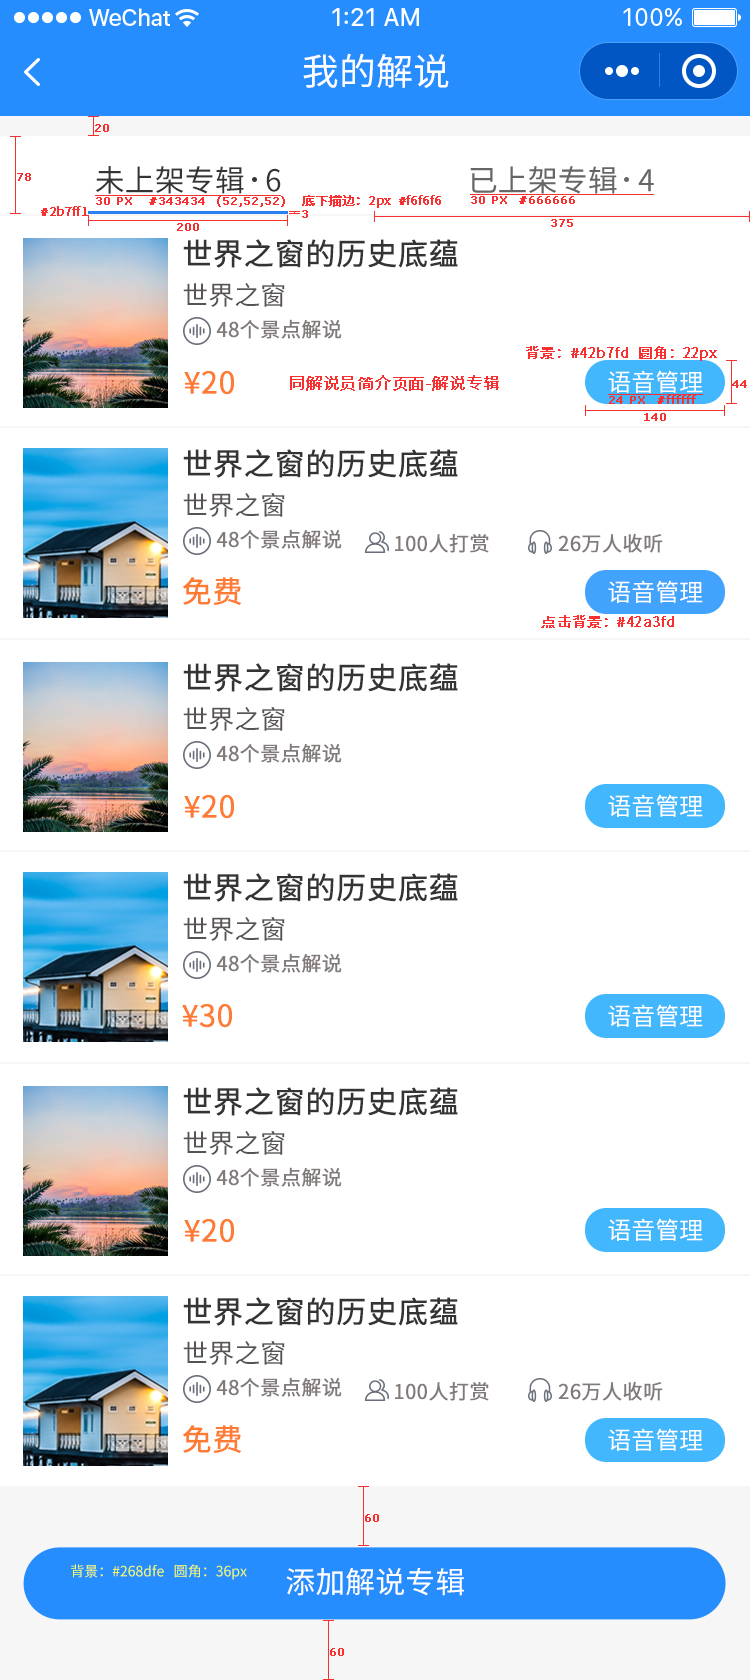 WeChat 1:21 AM 100%
我的解说
20
78
未上架专辑·6 已上架专辑·4
30 PX #343434 (52,52,52) 底下描边：2px #f6f6f6 30 PX #666666
#2b7ff1 3
200 375
世界之窗的历史底蕴
世界之窗
48个景点解说
背景：#42b7fd 圆角：22px
¥20 同解说员简介页面-解说专辑 语音管理 44
24 PX #ffffff
140
世界之窗的历史底蕴
世界之窗
48个景点解说 100人打赏 26万人收听
免费 语音管理
点击背景：#42a3fd
世界之窗的历史底蕴
世界之窗
48个景点解说
¥20 语音管理
世界之窗的历史底蕴
世界之窗
48个景点解说
¥30 语音管理
世界之窗的历史底蕴
世界之窗
48个景点解说
¥20 语音管理
世界之窗的历史底蕴
世界之窗
48个景点解说 100人打赏 26万人收听
免费 语音管理
60
背景：#268dfe 圆角：36px 添加解说专辑
60